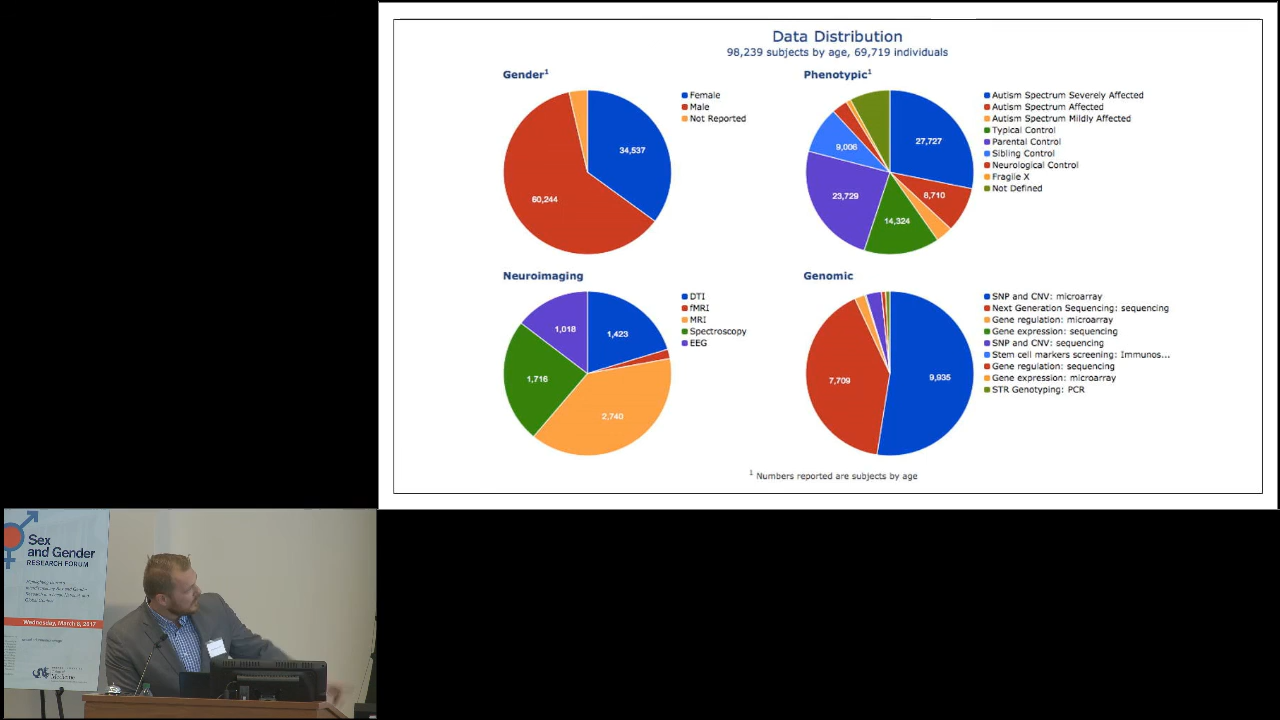 Data Distribution
98,239 subjects by age, 69,719 individuals
Gender1
34,537
60,244
Female
Male
Not Reported
Phenotypic1
27,727
8,710
14,324
23,729
9,006
Autism Spectrum Severely Affected
Autism Spectrum Affected
Autism Spectrum Mildly Affected
Typical Control
Parental Control
Sibling Control
Neurological Control
Fragile X
Not Defined
Neuroimaging
1,423
2,740
1,716
1,018
DTI
fMRI
MRI
Spectroscopy
EEG
Genomic
9,935
7,709
SNP and CNV: microarray
Next Generation Sequencing: sequencing
Gene regulation: microarray
Gene expression: sequencing
SNP and CNV: sequencing
Stem cell markers screening: Immunos...
Gene regulation: sequencing
Gene expression: microarray
STR Genotyping: PCR
1 Numbers reported are subjects by age
Sex
and Gender
RESEARCH FORUM
Wednesday, March 8, 2017